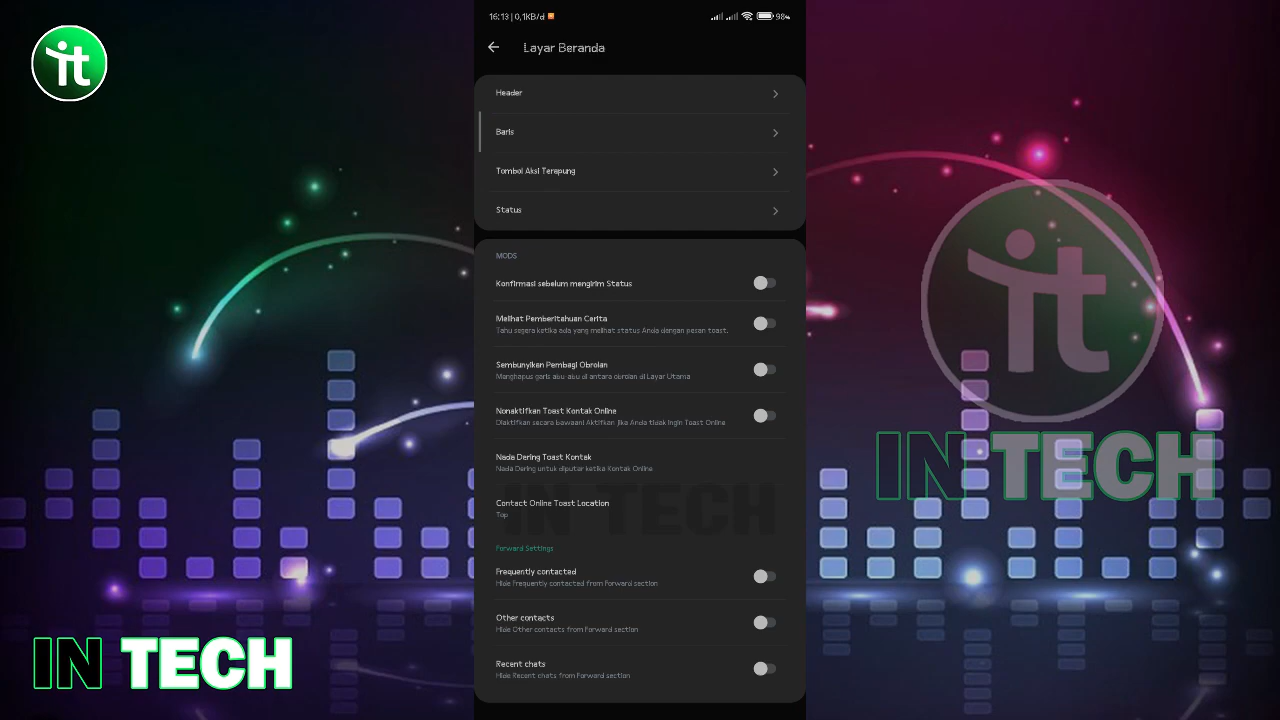 it
16:13 | 0,1KB/d
98%
Layar Beranda
Header
Baris
Tombol Aksi Terapung
Status
MODS
Konfirmasi sebelum mengirim Status
Melihat Pemberitahuan Cerita
Tahu segera ketika ada yang melihat status Anda dengan pesan toast.
Sembunyikan Pembagi Obrolan
Menghapus garis abu-abu di antara obrolan di Layar Utama
Nonaktifkan Toast Kontak Online
Diaktifkan secara bawaan! Aktifkan jika Anda tidak ingin Toast Online
Nada Dering Toast Kontak
Nada Dering untuk diputar ketika Kontak Online
Contact Online Toast Location
Top
Forward Settings
Frequently contacted
Hide Frequently contacted from Forward section
Other contacts
Hide Other contacts from Forward section
Recent chats
Hide Recent chats from Forward section
IN TECH
it
IN TECH
IN TECH